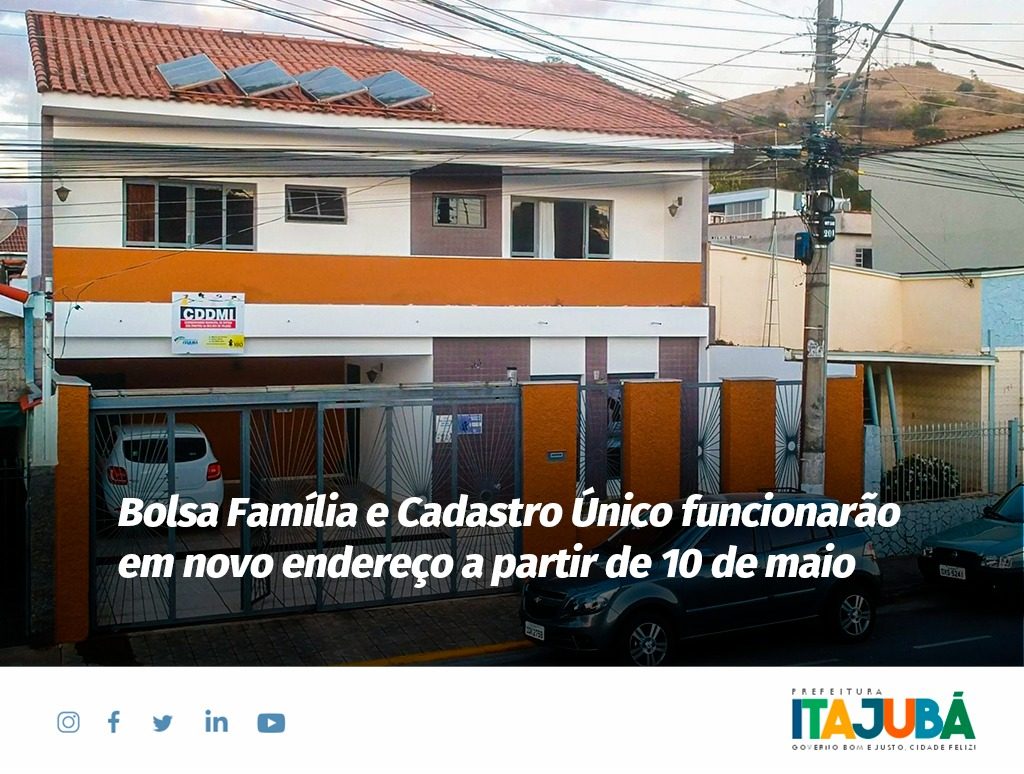 CDDMI
201
Bolsa Família e Cadastro Único funcionarão
em novo endereço a partir de 10 de maio
PREFEITURA
ITAJUBÁ
GOVERNO BOM E JUSTO, CIDADE FELIZ!